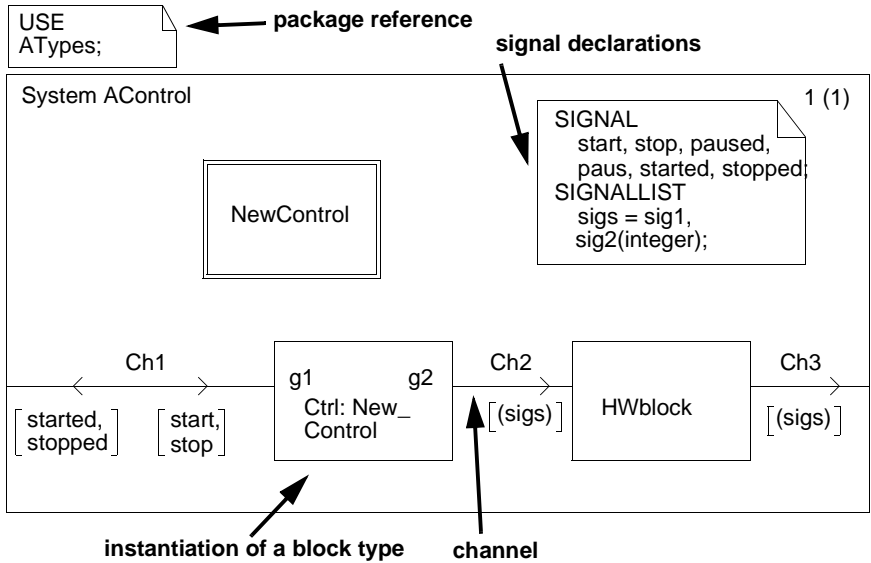 USE
ATypes;
package reference
signal declarations
System AControl
1 (1)
SIGNAL
start, stop, paused,
paus, started, stopped;
SIGNALLIST
sigs = sig1,
sig2(integer);
NewControl
Ch1
g1
g2
Ctrl: New_
Control
Ch2
HWblock
Ch3
started,
stopped
start,
stop
(sigs)
(sigs)
instantiation of a block type
channel